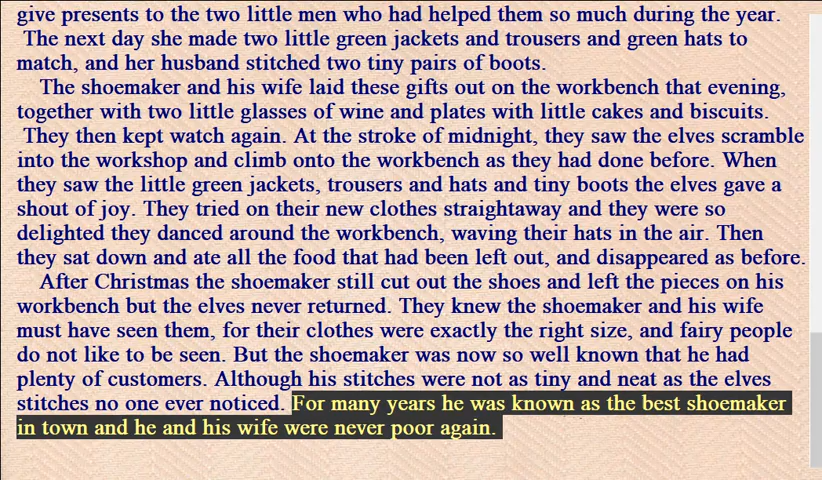 give presents to the two little men who had helped them so much during the year.
The next day she made two little green jackets and trousers and green hats to
match, and her husband stitched two tiny pairs of boots.
The shoemaker and his wife laid these gifts out on the workbench that evening,
together with two little glasses of wine and plates with little cakes and biscuits.
They then kept watch again. At the stroke of midnight, they saw the elves scramble
into the workshop and climb onto the workbench as they had done before. When
they saw the little green jackets, trousers and hats and tiny boots the elves gave a
shout of joy. They tried on their new clothes straightaway and they were so
delighted they danced around the workbench, waving their hats in the air. Then
they sat down and ate all the food that had been left out, and disappeared as before.
After Christmas the shoemaker still cut out the shoes and left the pieces on his
workbench but the elves never returned. They knew the shoemaker and his wife
must have seen them, for their clothes were exactly the right size, and fairy people
do not like to be seen. But the shoemaker was now so well known that he had
plenty of customers. Although his stitches were not as tiny and neat as the elves
stitches no one ever noticed. For many years he was known as the best shoemaker
in town and he and his wife were never poor again.